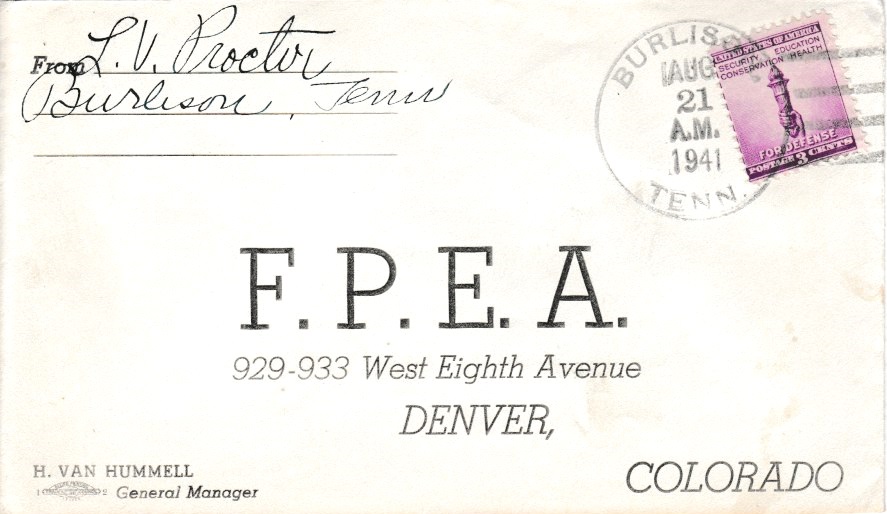 From L. V. Proctor
Burlison, Tenn
BURLIS
AUG
21
A.M.
1941
TENN.
UNITED STATES OF AMERICA
SECURITY EDUCATION
CONSERVATION HEALTH
FOR DEFENSE
POSTAGE 3 CENTS
F. P. E. A.
929-933 West Eighth Avenue
DENVER,
COLORADO
H. VAN HUMMELL
General Manager